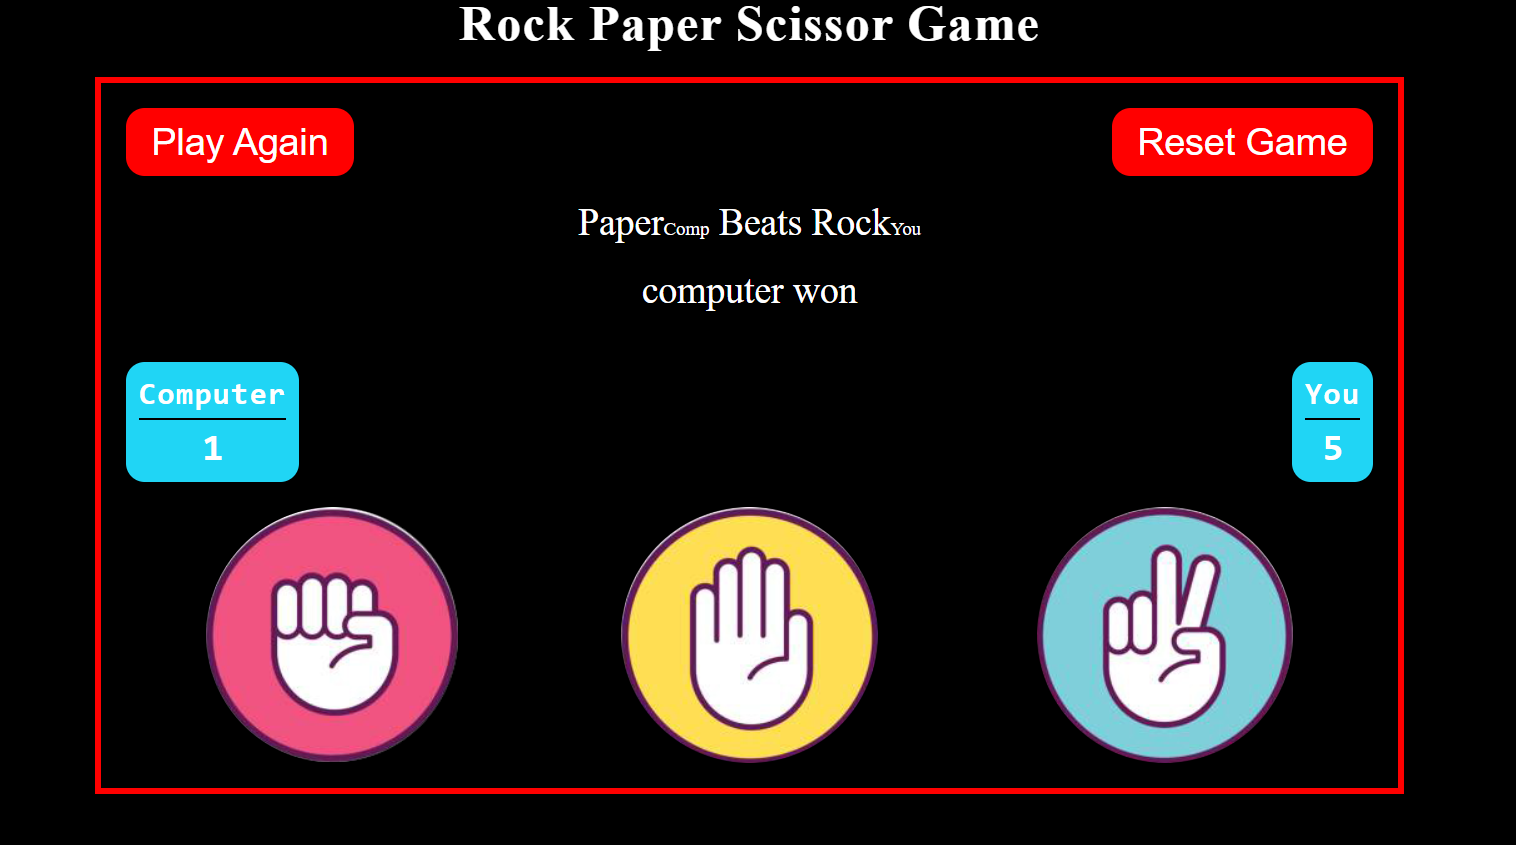 Rock Paper Scissor Game
Play Again
Reset Game
PaperComp Beats RockYou
computer won
Computer
1
You
5